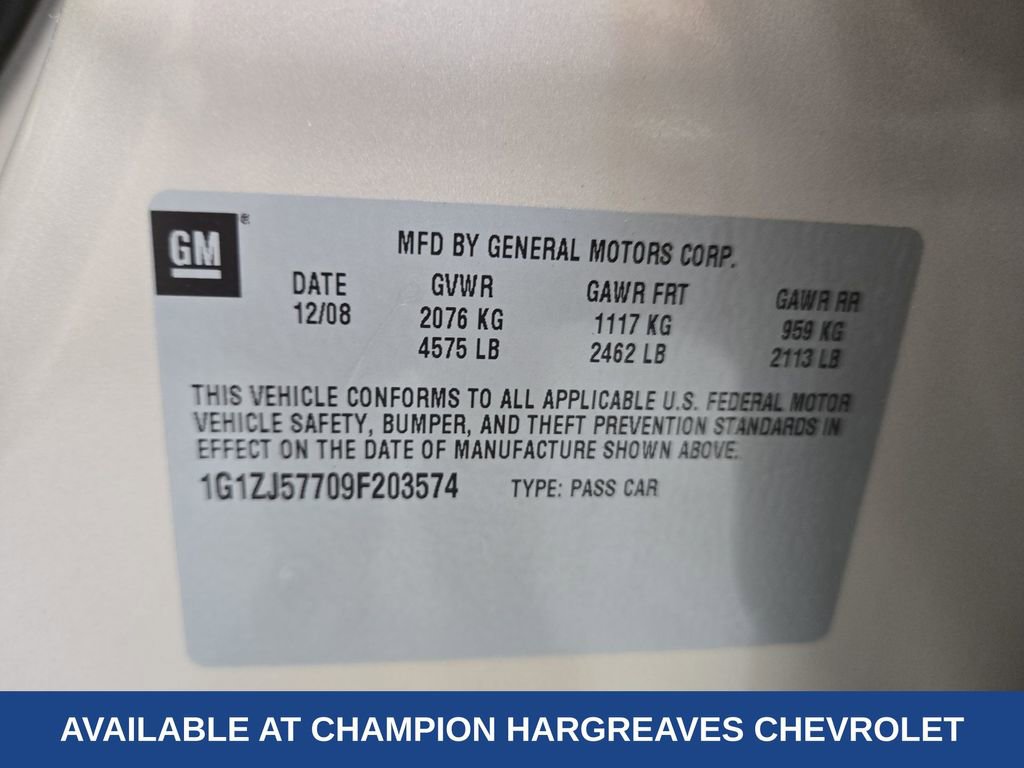 GM ®
MFD BY GENERAL MOTORS CORP.
DATE GVWR GAWR FRT GAWR RR
12/08 2076 KG 1117 KG 959 KG
4575 LB 2462 LB 2113 LB
THIS VEHICLE CONFORMS TO ALL APPLICABLE U.S. FEDERAL MOTOR
VEHICLE SAFETY, BUMPER, AND THEFT PREVENTION STANDARDS IN
EFFECT ON THE DATE OF MANUFACTURE SHOWN ABOVE.
1G1ZJ57709F203574 TYPE: PASS CAR
AVAILABLE AT CHAMPION HARGREAVES CHEVROLET